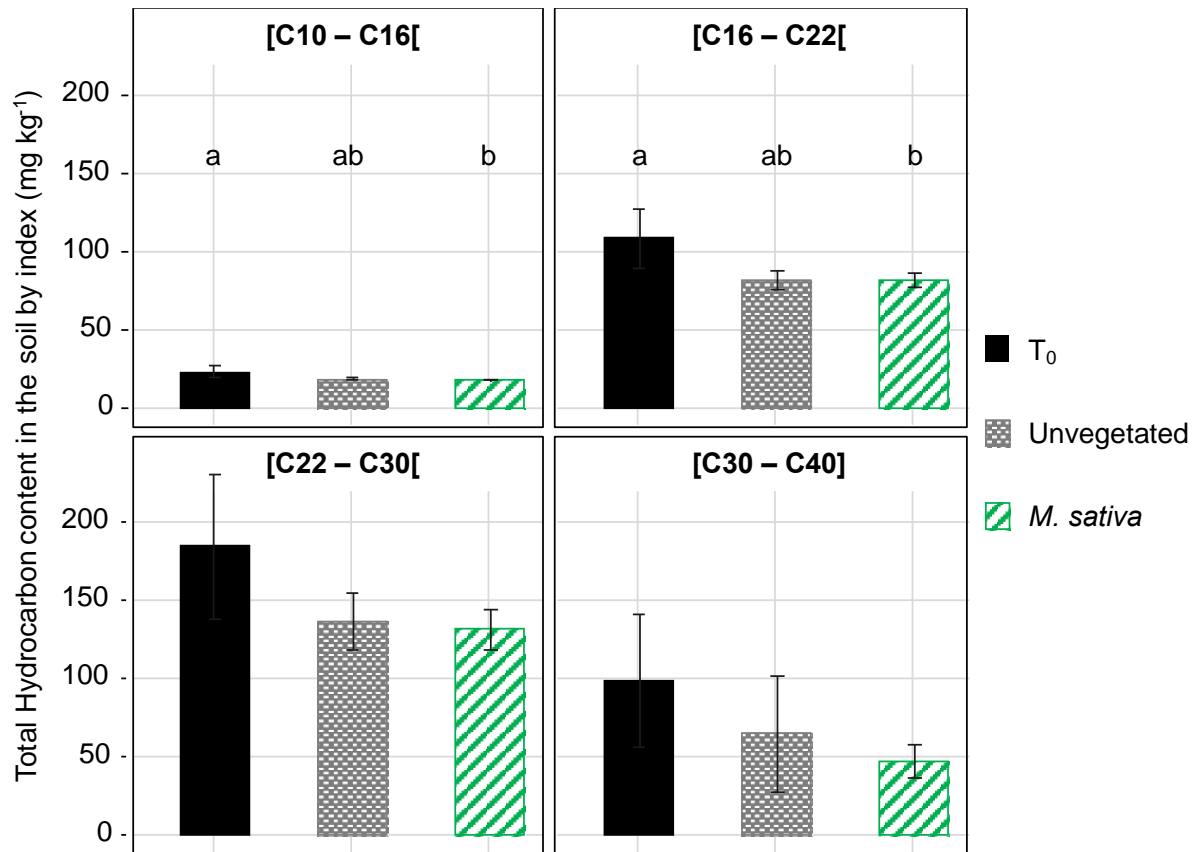 Total Hydrocarbon content in the soil by index (mg kg⁻¹)
[C10 – C16[
[C16 – C22[
200
150
100
50
0
a ab b
a ab b
[C22 – C30[
[C30 – C40]
200
150
100
50
0
T₀
Unvegetated
M. sativa